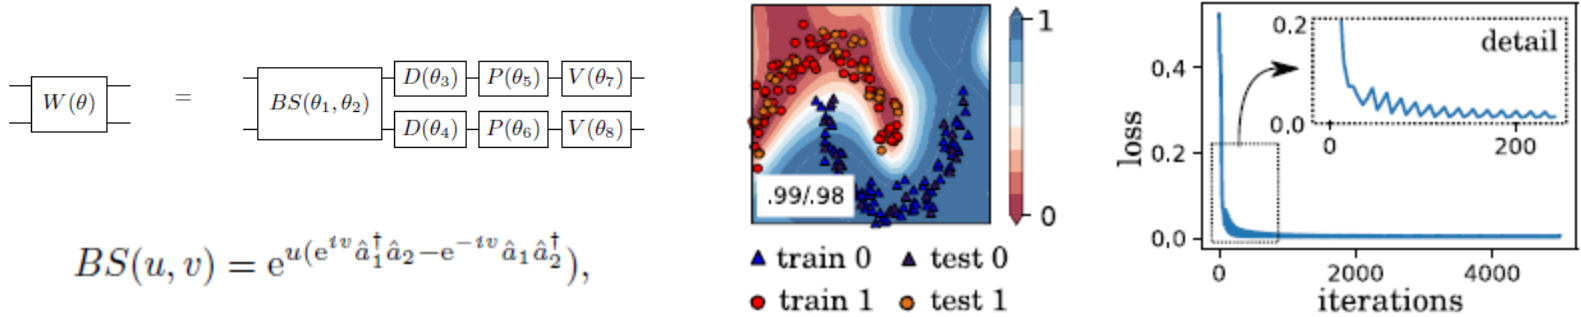 W(θ) = BS(θ₁, θ₂) D(θ₃) P(θ₅) V(θ₇)
D(θ₄) P(θ₆) V(θ₈)
BS(u, v) = e^{u(e^{iv} â₁^† â₂ − e^{−iv} â₁ â₂^†)},
1
0
.99/.98
train 0 test 0
train 1 test 1
loss
0.4
0.2
0.0
0 2000 4000
iterations
detail
0.2
0.0
0 200